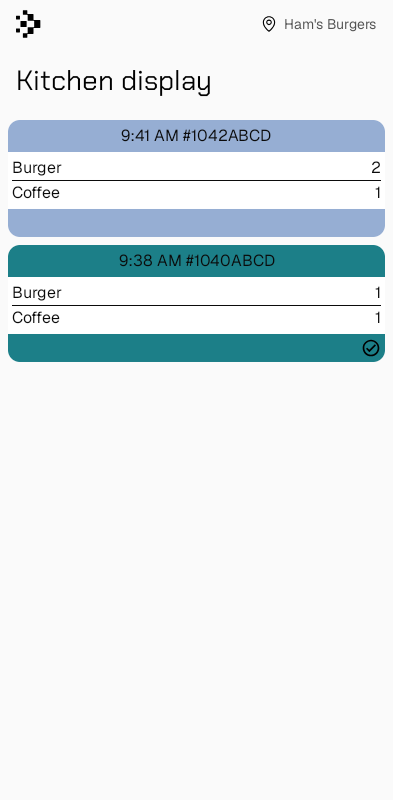 Ham's Burgers
Kitchen display
9:41 AM #1042ABCD
Burger 2
Coffee 1
9:38 AM #1040ABCD
Burger 1
Coffee 1